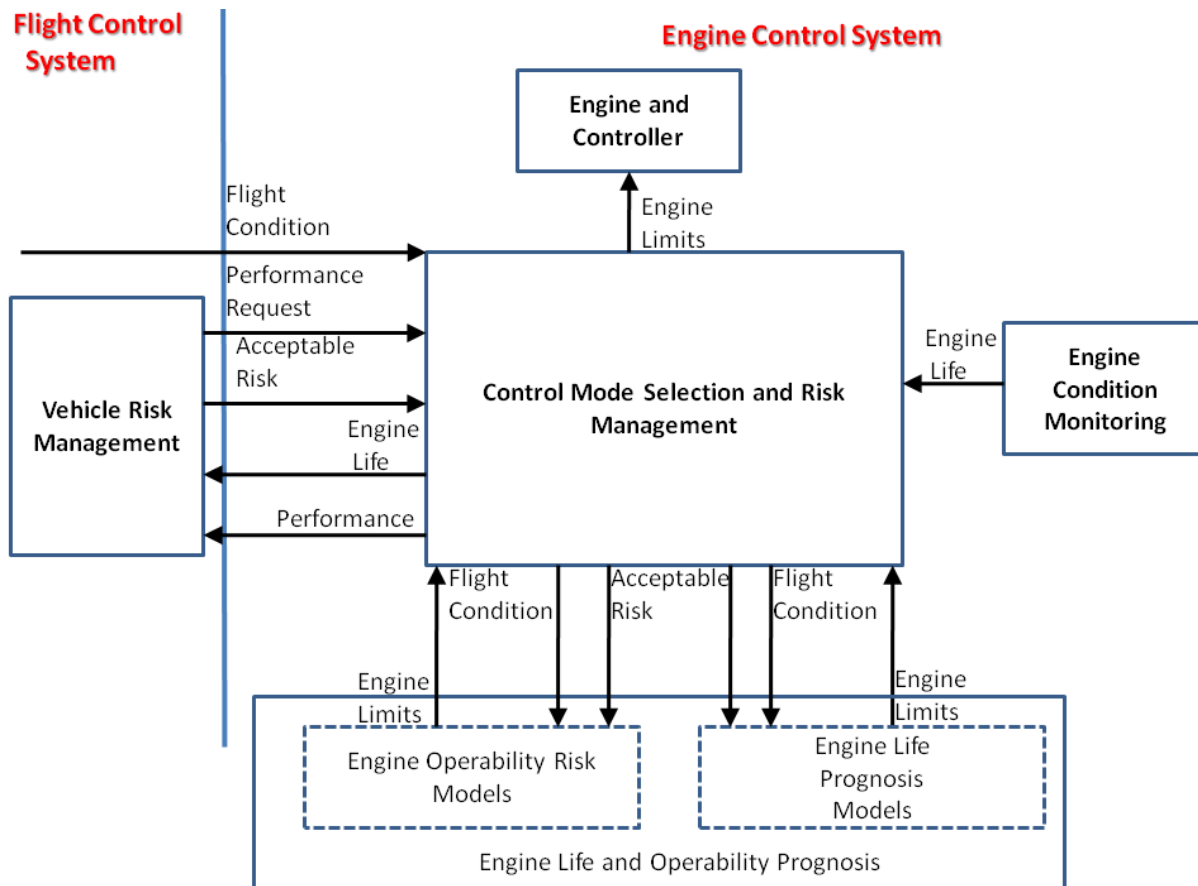 Flight Control
System
Engine Control System
Engine and
Controller
Flight
Condition
Engine
Limits
Performance
Request
Acceptable
Risk
Vehicle Risk
Management
Engine
Life
Performance
Control Mode Selection and Risk
Management
Engine
Life
Engine
Condition
Monitoring
Flight
Condition
Acceptable
Risk
Flight
Condition
Engine
Limits
Engine
Limits
Engine Operability Risk
Models
Engine Life
Prognosis
Models
Engine Life and Operability Prognosis